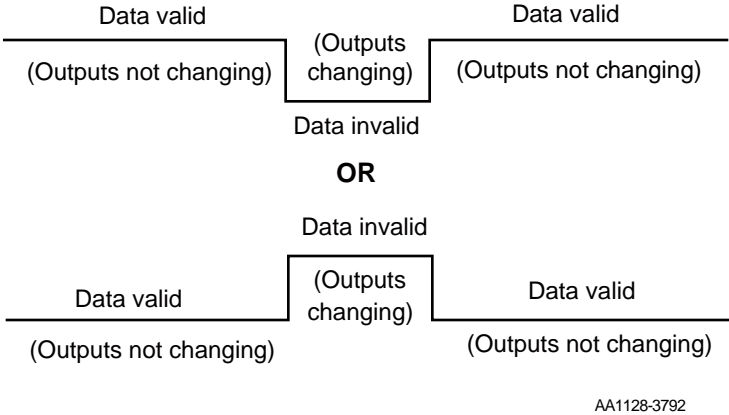 Data valid
Data valid
(Outputs not changing)
(Outputs
changing)
(Outputs not changing)
Data invalid
OR
Data invalid
(Outputs
changing)
Data valid
Data valid
(Outputs not changing)
(Outputs not changing)
AA1128-3792